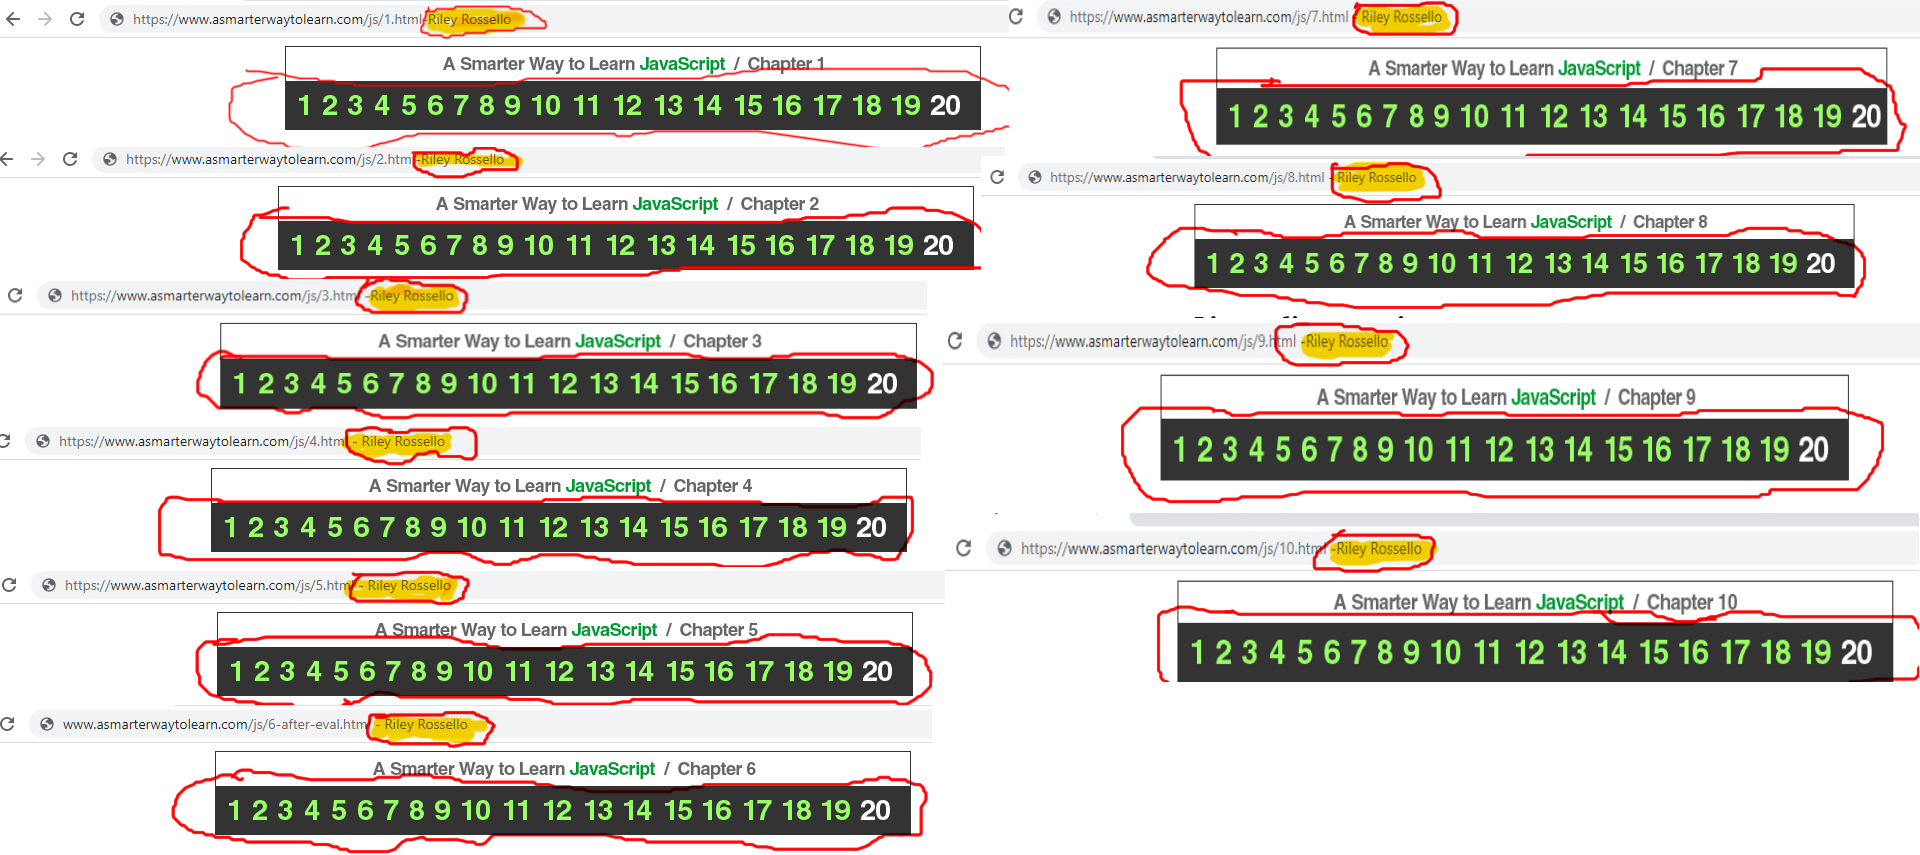 https://www.asmarterwaytolearn.com/js/1.html-Riley Rossello
A Smarter Way to Learn JavaScript / Chapter 1
1 2 3 4 5 6 7 8 9 10 11 12 13 14 15 16 17 18 19 20
https://www.asmarterwaytolearn.com/js/2.html -Riley Rossello
A Smarter Way to Learn JavaScript / Chapter 2
1 2 3 4 5 6 7 8 9 10 11 12 13 14 15 16 17 18 19 20
https://www.asmarterwaytolearn.com/js/3.html -Riley Rossello
A Smarter Way to Learn JavaScript / Chapter 3
1 2 3 4 5 6 7 8 9 10 11 12 13 14 15 16 17 18 19 20
https://www.asmarterwaytolearn.com/js/4.html - Riley Rossello
A Smarter Way to Learn JavaScript / Chapter 4
1 2 3 4 5 6 7 8 9 10 11 12 13 14 15 16 17 18 19 20
https://www.asmarterwaytolearn.com/js/5.html - Riley Rossello
A Smarter Way to Learn JavaScript / Chapter 5
1 2 3 4 5 6 7 8 9 10 11 12 13 14 15 16 17 18 19 20
www.asmarterwaytolearn.com/js/6-after-eval.html - Riley Rossello
A Smarter Way to Learn JavaScript / Chapter 6
1 2 3 4 5 6 7 8 9 10 11 12 13 14 15 16 17 18 19 20
https://www.asmarterwaytolearn.com/js/7.html - Riley Rossello
A Smarter Way to Learn JavaScript / Chapter 7
1 2 3 4 5 6 7 8 9 10 11 12 13 14 15 16 17 18 19 20
https://www.asmarterwaytolearn.com/js/8.html - Riley Rossello
A Smarter Way to Learn JavaScript / Chapter 8
1 2 3 4 5 6 7 8 9 10 11 12 13 14 15 16 17 18 19 20
https://www.asmarterwaytolearn.com/js/9.html -Riley Rossello
A Smarter Way to Learn JavaScript / Chapter 9
1 2 3 4 5 6 7 8 9 10 11 12 13 14 15 16 17 18 19 20
https://www.asmarterwaytolearn.com/js/10.html -Riley Rossello
A Smarter Way to Learn JavaScript / Chapter 10
1 2 3 4 5 6 7 8 9 10 11 12 13 14 15 16 17 18 19 20